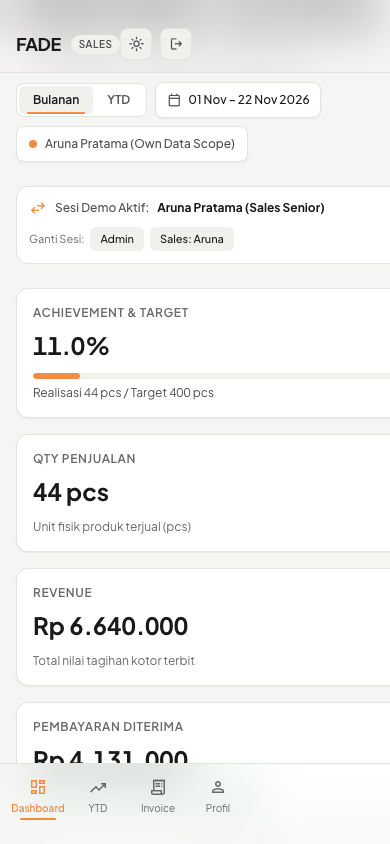 FADE SALES
Bulanan YTD 01 Nov – 22 Nov 2026
Aruna Pratama (Own Data Scope)
Sesi Demo Aktif: Aruna Pratama (Sales Senior)
Ganti Sesi: Admin Sales: Aruna
ACHIEVEMENT & TARGET
11.0%
Realisasi 44 pcs / Target 400 pcs
QTY PENJUALAN
44 pcs
Unit fisik produk terjual (pcs)
REVENUE
Rp 6.640.000
Total nilai tagihan kotor terbit
PEMBAYARAN DITERIMA
Rp 4.131.000
Dashboard YTD Invoice Profil